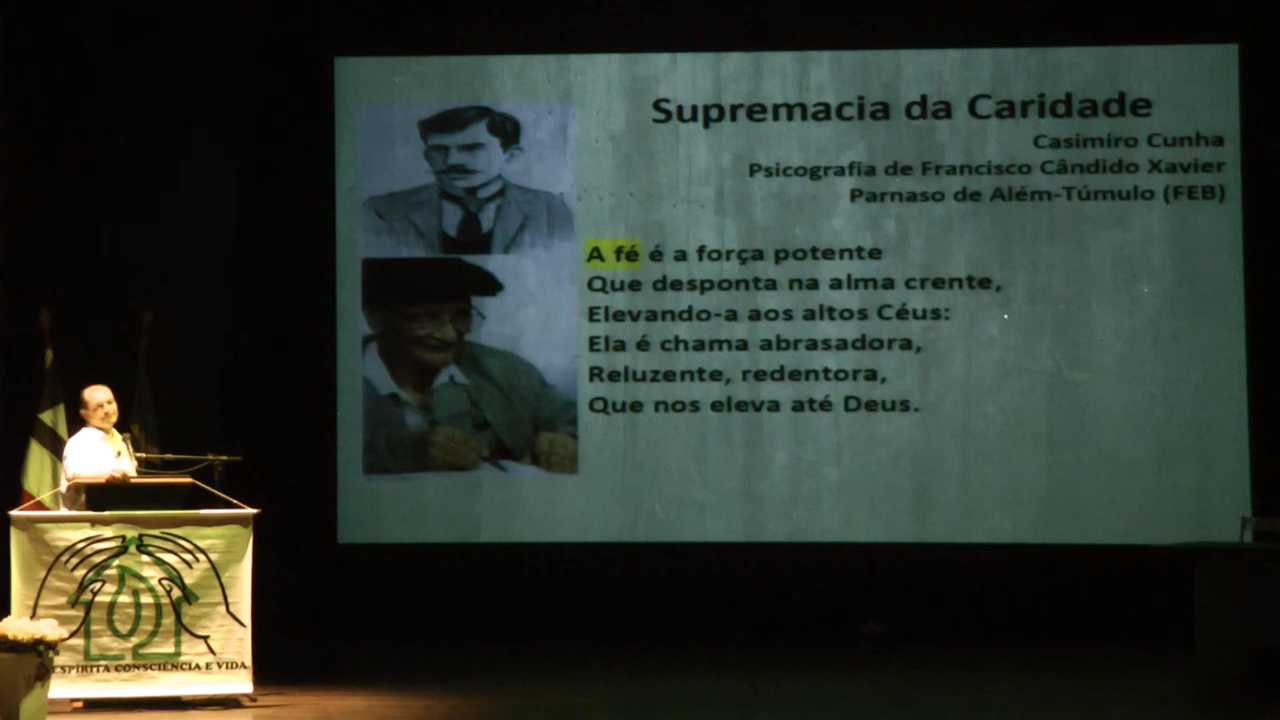 Supremacia da Caridade
Casimiro Cunha
Psicografia de Francisco Cândido Xavier
Parnaso de Além-Túmulo (FEB)
A fé é a força potente
Que desponta na alma crente,
Elevando-a aos altos Céus:
Ela é chama abrasadora,
Reluzente, redentora,
Que nos eleva até Deus.
ESPÍRITA CONSCIÊNCIA E VIDA